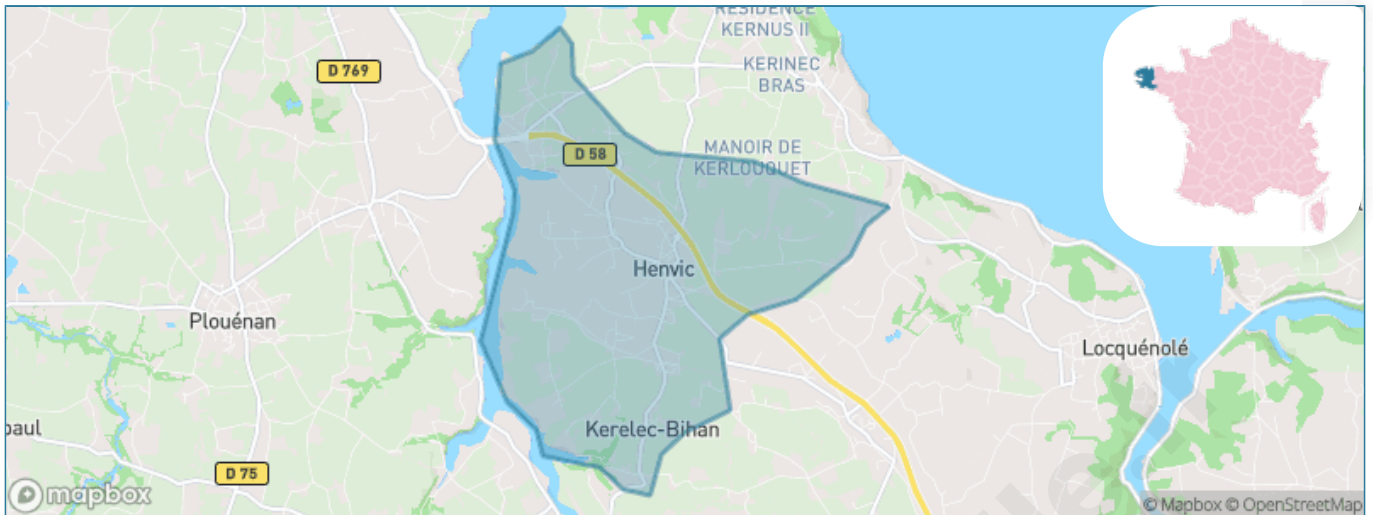 RÉSIDENCE
KERNUS II
D 769
KERINEC
BRAS
D 58
MANOIR DE
KERLOUQUET
Henvic
Plouénan
Locquénolé
Kerelec-Bihan
paul
D 75
mapbox
© Mapbox © OpenStreetMap